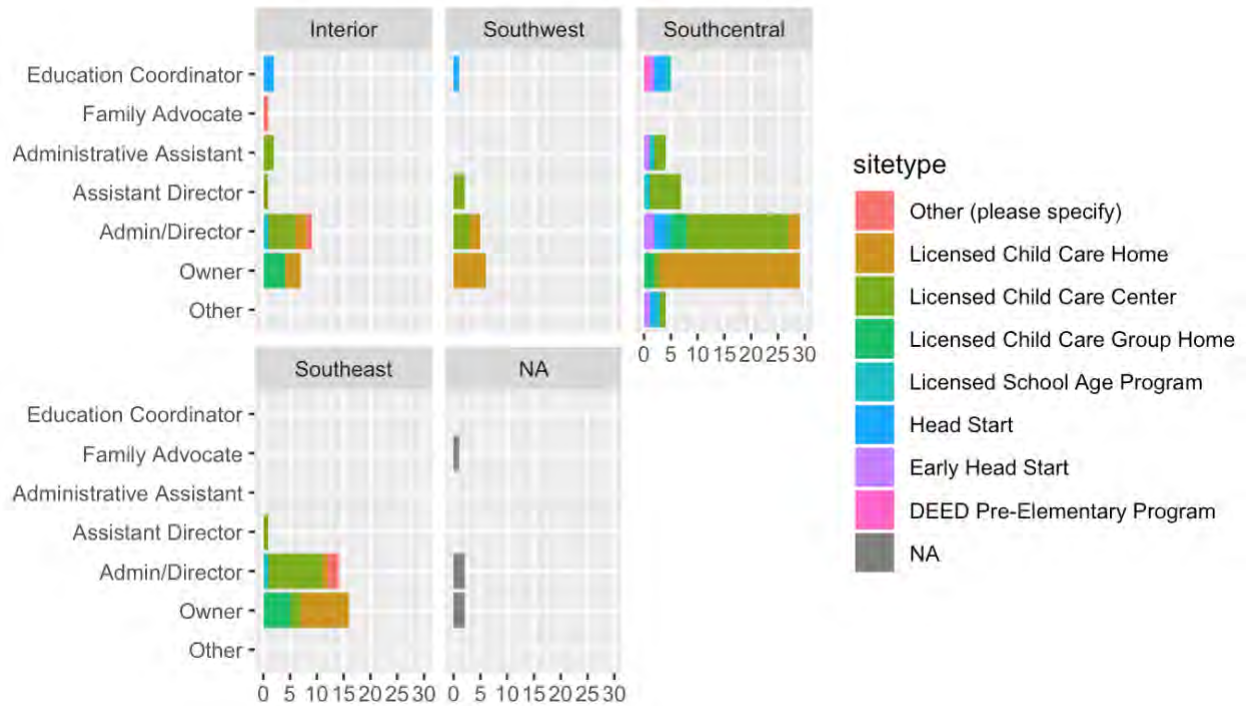 Interior
Southwest
Southcentral
Education Coordinator
Family Advocate
Administrative Assistant
Assistant Director
Admin/Director
Owner
Other
0 5 10 15 20 25 30
Southeast
NA
Education Coordinator
Family Advocate
Administrative Assistant
Assistant Director
Admin/Director
Owner
Other
0 5 10 15 20 25 30
0 5 10 15 20 25 30
sitetype
Other (please specify)
Licensed Child Care Home
Licensed Child Care Center
Licensed Child Care Group Home
Licensed School Age Program
Head Start
Early Head Start
DEED Pre-Elementary Program
NA